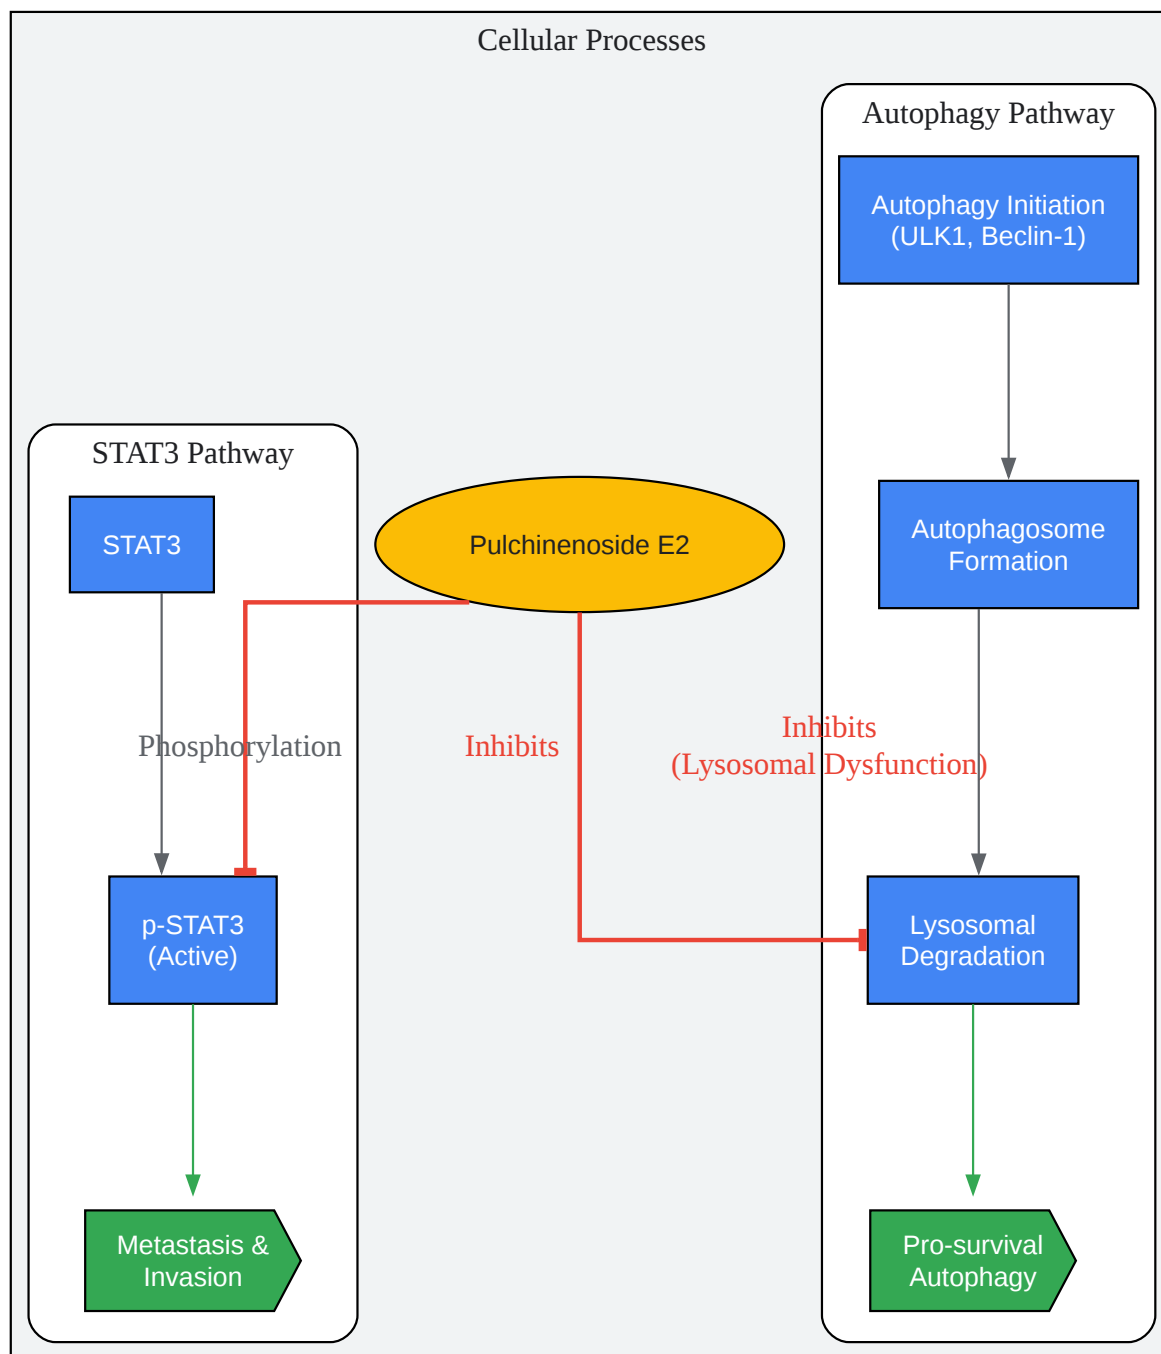 Cellular Processes
Autophagy Pathway
Autophagy Initiation
(ULK1, Beclin-1)
STAT3 Pathway
STAT3
Pulchinenoside E2
Autophagosome
Formation
Phosphorylation
Inhibits
Inhibits
(Lysosomal Dysfunction)
p-STAT3
(Active)
Lysosomal
Degradation
Metastasis &
Invasion
Pro-survival
Autophagy